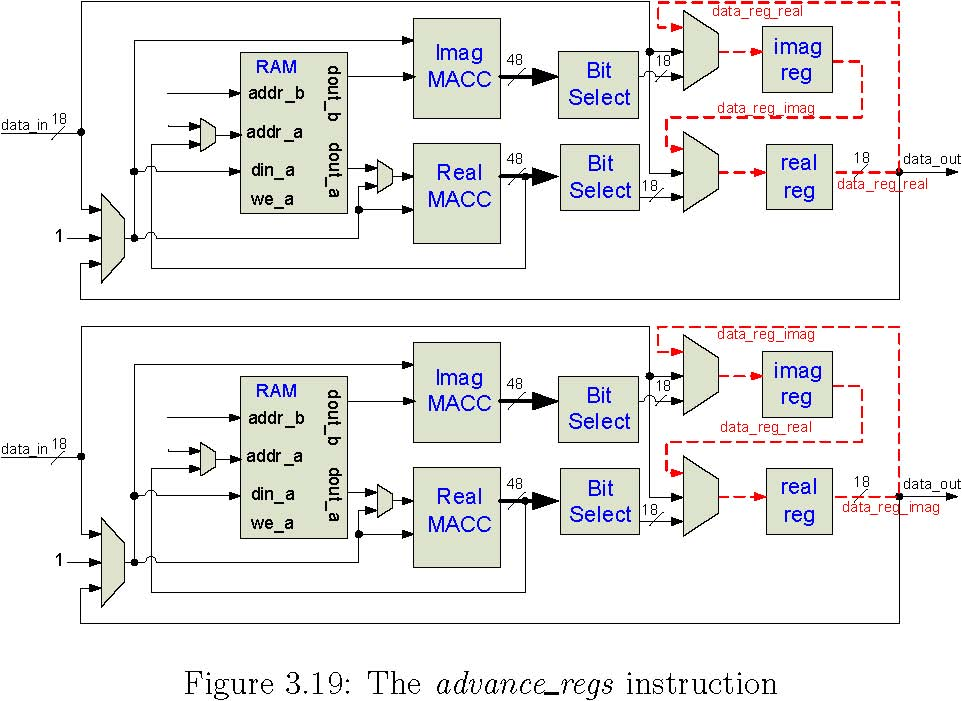 data_reg_real
Imag
MACC
48
Bit
Select
18
imag
reg
RAM
dout_b
addr_b
data_reg_imag
data_in 18
addr_a
dout_a
Real
MACC
48
Bit
Select
18
real
reg
18
data_out
data_reg_real
din_a
we_a
1
data_reg_imag
Imag
MACC
48
Bit
Select
18
imag
reg
RAM
dout_b
addr_b
data_reg_real
data_in 18
addr_a
dout_a
Real
MACC
48
Bit
Select
18
real
reg
18
data_out
data_reg_imag
din_a
we_a
1
Figure 3.19: The advance_regs instruction